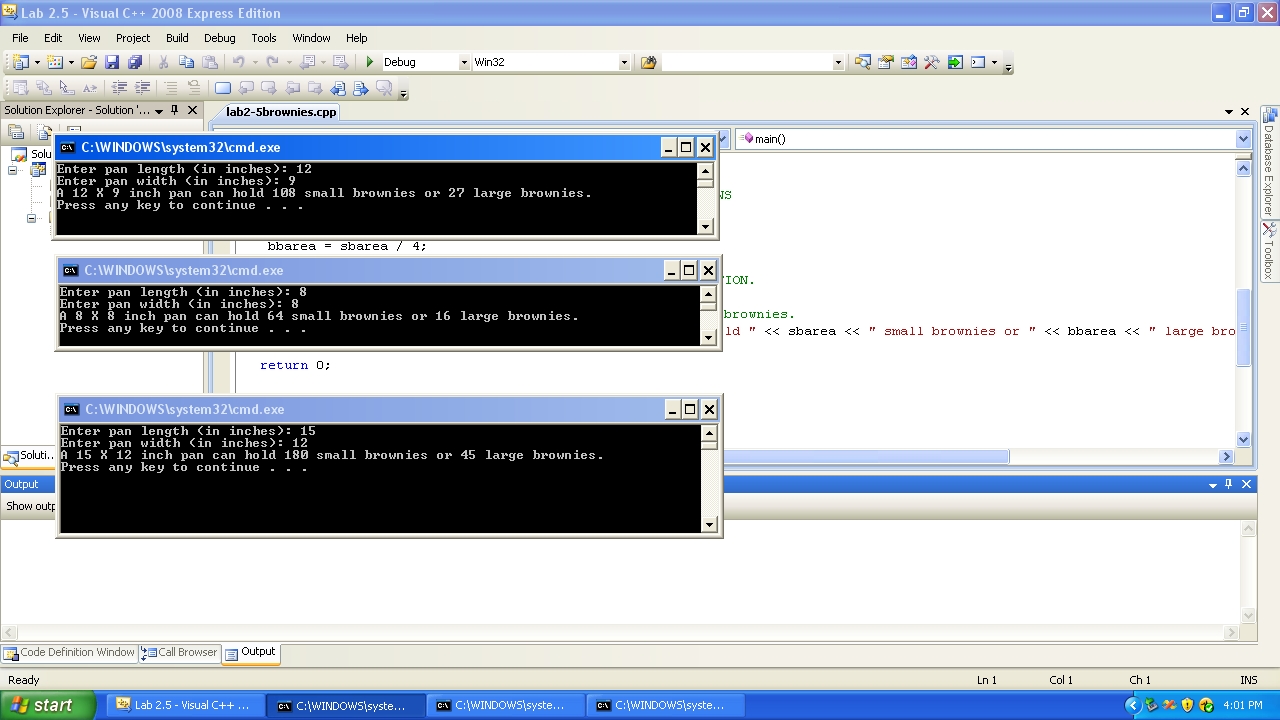 Lab 2.5 - Visual C++ 2008 Express Edition
File Edit View Project Build Debug Tools Window Help
Debug Win32
Solution Explorer - Solution '...
lab2-5brownies.cpp
main()
Solu
C:\WINDOWS\system32\cmd.exe
Enter pan length (in inches): 12
Enter pan width (in inches): 9
A 12 X 9 inch pan can hold 108 small brownies or 27 large brownies.
Press any key to continue . . .
NS
bbarea = sbarea / 4;
C:\WINDOWS\system32\cmd.exe
Enter pan length (in inches): 8
Enter pan width (in inches): 8
A 8 X 8 inch pan can hold 64 small brownies or 16 large brownies.
Press any key to continue . . .
ION.
brownies.
ld " << sbarea << " small brownies or " << bbarea << " large bro
return 0;
C:\WINDOWS\system32\cmd.exe
Enter pan length (in inches): 15
Enter pan width (in inches): 12
A 15 X 12 inch pan can hold 180 small brownies or 45 large brownies.
Press any key to continue . . .
Soluti...
Output
Show outp
Database Explorer
Toolbox
Code Definition Window Call Browser Output
Ready Ln 1 Col 1 Ch 1 INS
start Lab 2.5 - Visual C++ ... C:\WINDOWS\syste... C:\WINDOWS\syste... C:\WINDOWS\syste... 4:01 PM